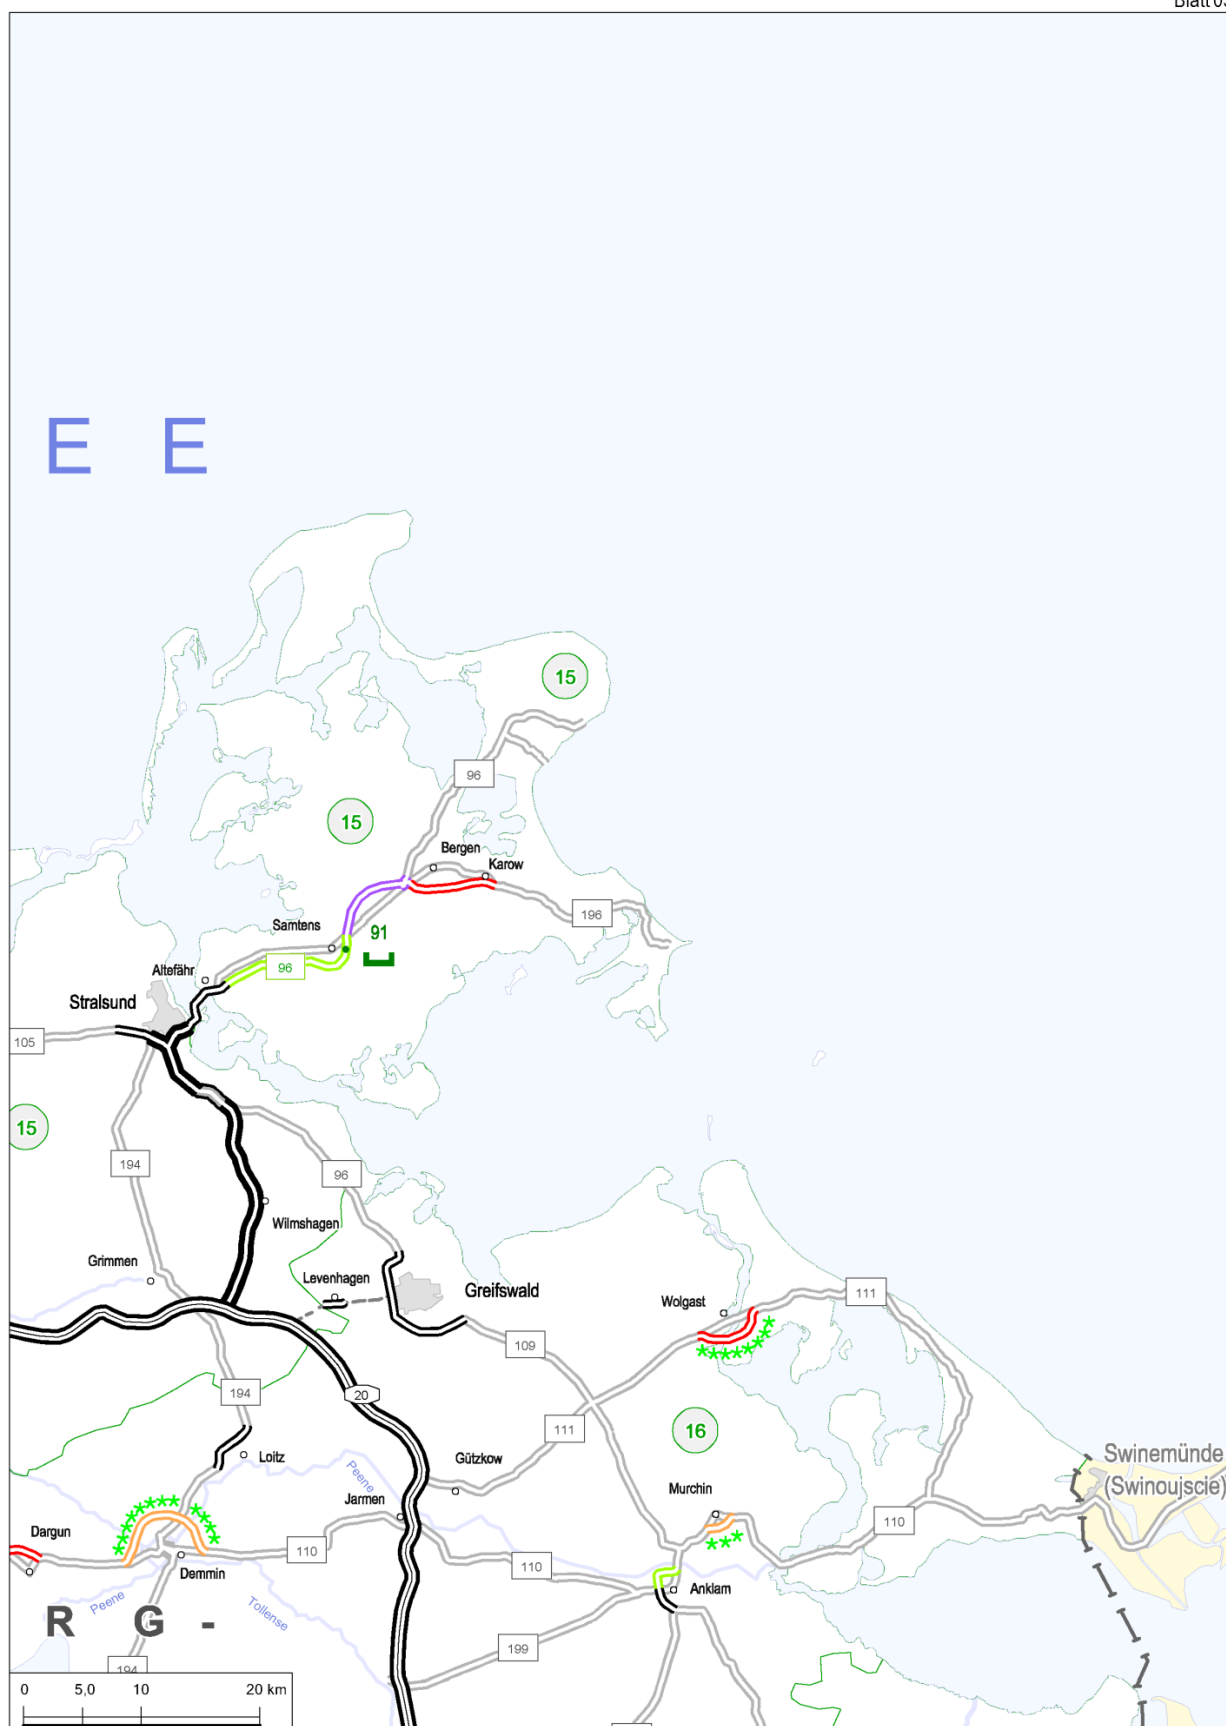 E E
15
96
15
Bergen
Karow
196
Samtens
91
96
Altefähr
Stralsund
105
15
194
96
Wilmshagen
Grimmen
Levenhagen
Greifswald
Wolgast
111
109
194
20
111
16
Loitz
Peene
Gützkow
Jarmen
Murchin
Swinemünde
(Swinoujscie)
Dargun
110
110
110
Demmin
Anklam
Peene
Tollense
R G -
199
194
0 5,0 10 20 km